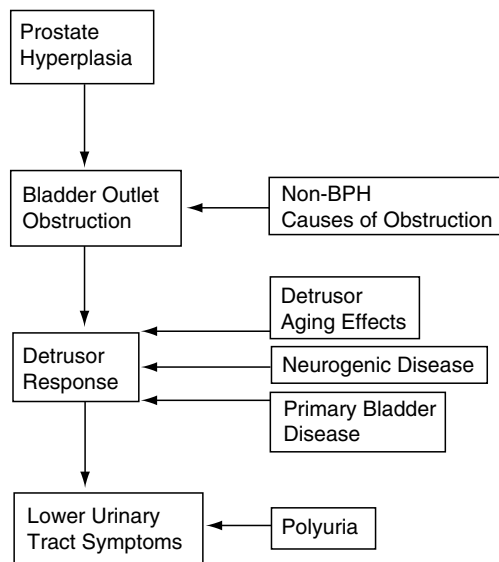 Prostate
Hyperplasia
Bladder Outlet
Obstruction
Non-BPH
Causes of Obstruction
Detrusor
Aging Effects
Detrusor
Response
Neurogenic Disease
Primary Bladder
Disease
Lower Urinary
Tract Symptoms
Polyuria